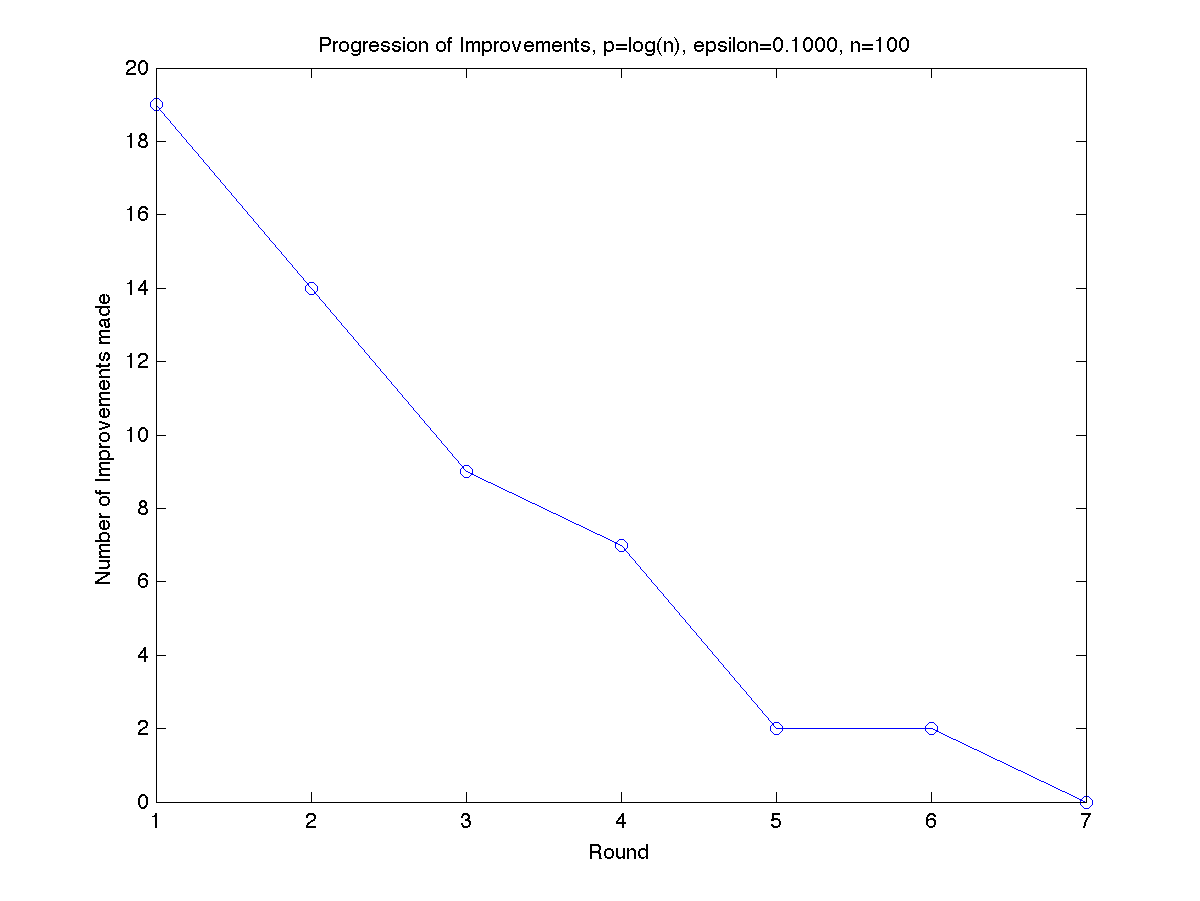 Progression of Improvements, p=log(n), epsilon=0.1000, n=100
20
18
16
14
12
10
8
6
4
2
0
Number of Improvements made
1 2 3 4 5 6 7
Round